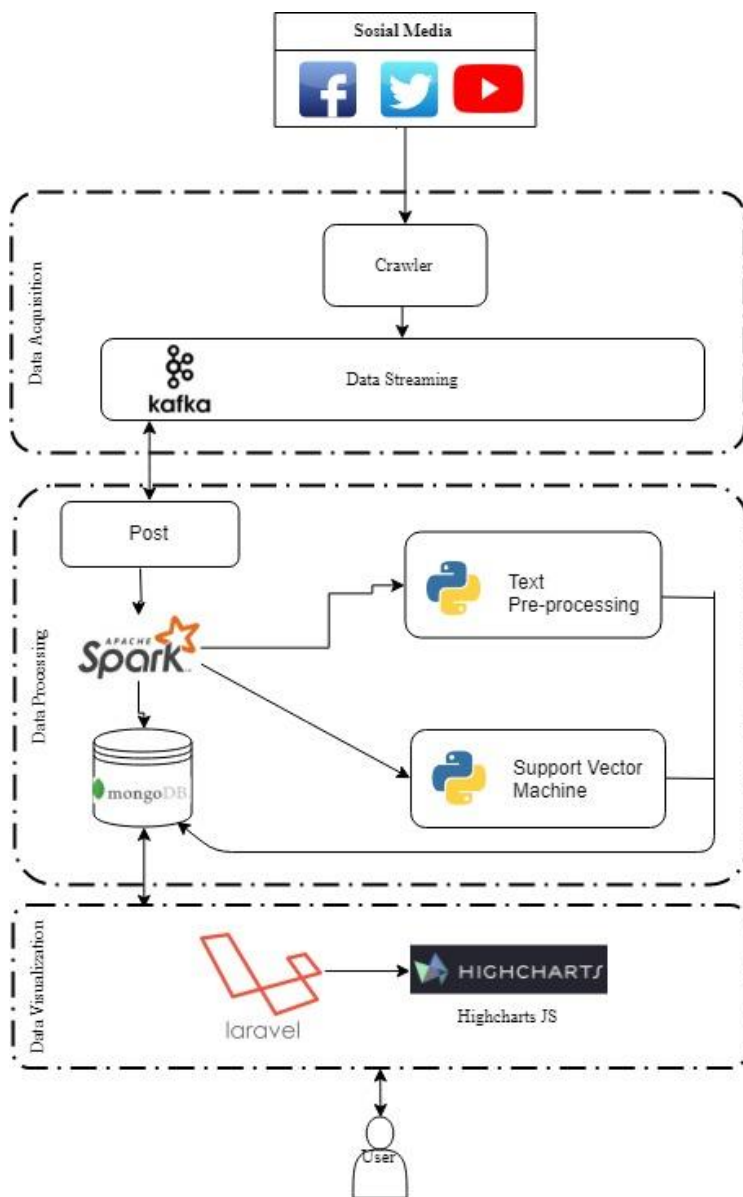 Sosial Media
Data Acquisition
Crawler
kafka
Data Streaming
Data Processing
Post
APACHE
Spark
Text
Pre-processing
mongoDB
Support Vector
Machine
Data Visualization
laravel
HIGHCHARTS
Highcharts JS
User